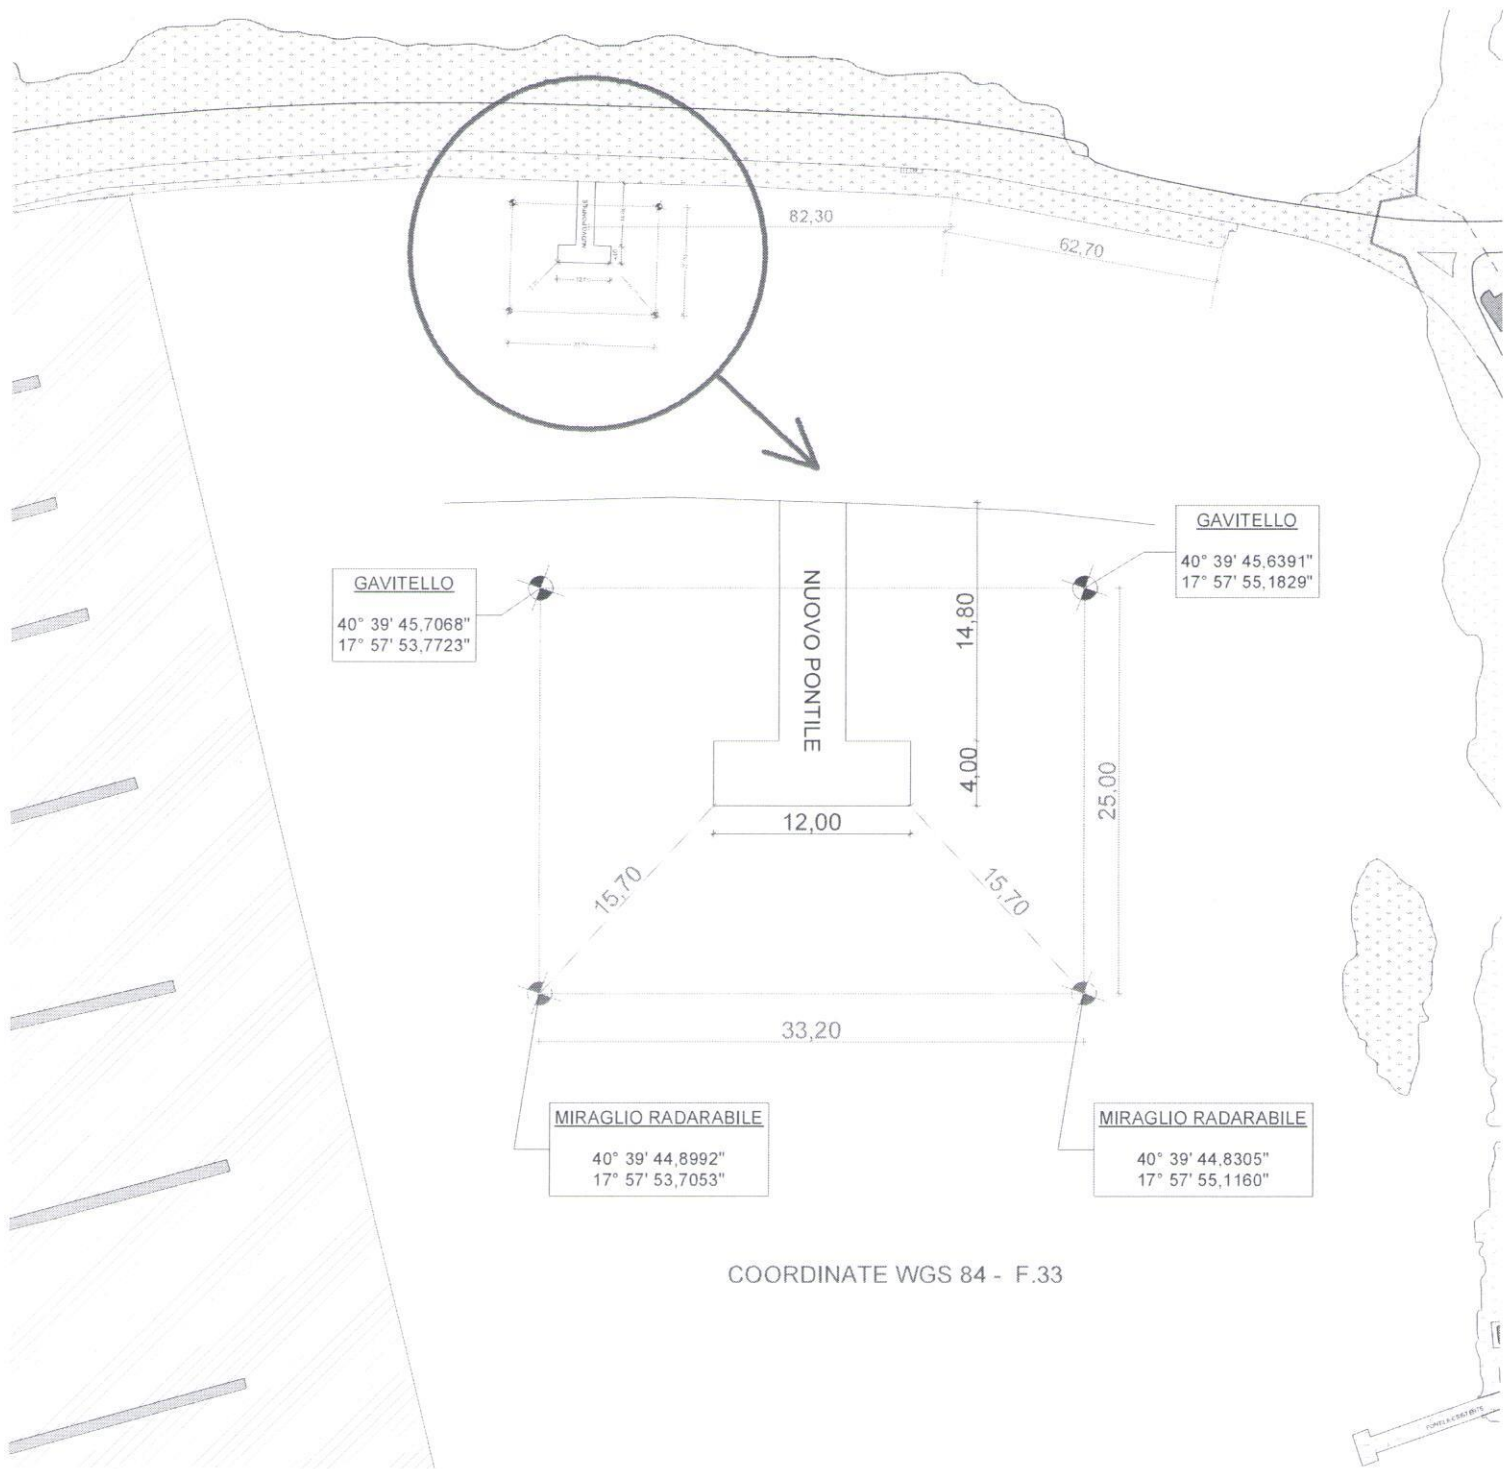 82,30
62,70
NUOVO PONTILE
GAVITELLO
40° 39' 45,6391"
17° 57' 55,1829"
GAVITELLO
40° 39' 45,7068"
17° 57' 53,7723"
NUOVO PONTILE
14,80
4,00
25,00
12,00
15,70
15,70
33,20
MIRAGLIO RADARABILE
40° 39' 44,8992"
17° 57' 53,7053"
MIRAGLIO RADARABILE
40° 39' 44,8305"
17° 57' 55,1160"
COORDINATE WGS 84 - F.33